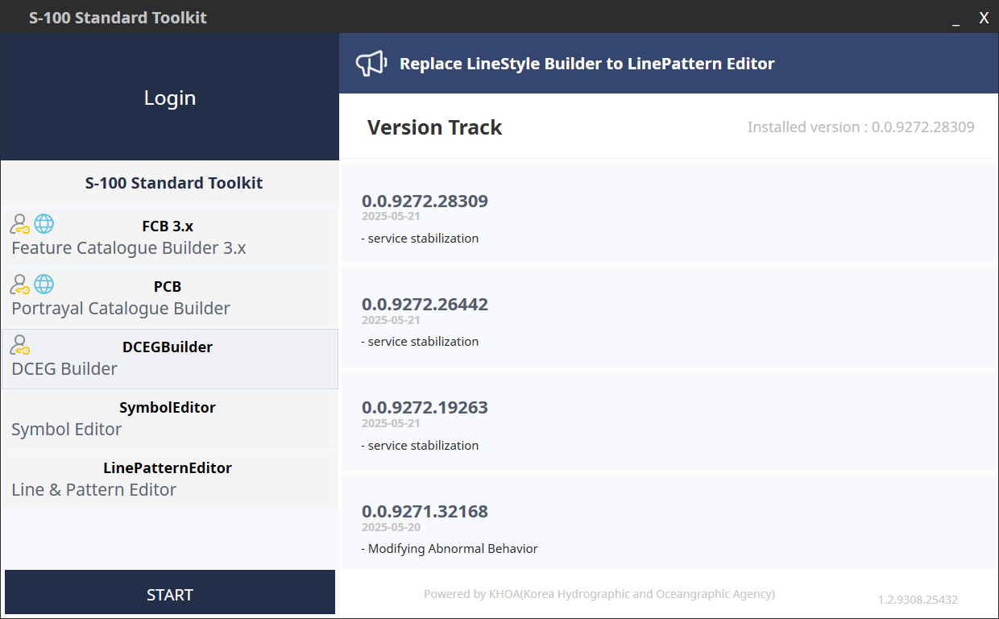 S-100 Standard Toolkit
_ X
Login
Replace LineStyle Builder to LinePattern Editor
Version Track
Installed version : 0.0.9272.28309
S-100 Standard Toolkit
FCB 3.x
Feature Catalogue Builder 3.x
PCB
Portrayal Catalogue Builder
DCEGBuilder
DCEG Builder
SymbolEditor
Symbol Editor
LinePatternEditor
Line & Pattern Editor
START
0.0.9272.28309
2025-05-21
- service stabilization
0.0.9272.26442
2025-05-21
- service stabilization
0.0.9272.19263
2025-05-21
- service stabilization
0.0.9271.32168
2025-05-20
- Modifying Abnormal Behavior
Powered by KHOA(Korea Hydrographic and Oceangraphic Agency)
1.2.9308.25432